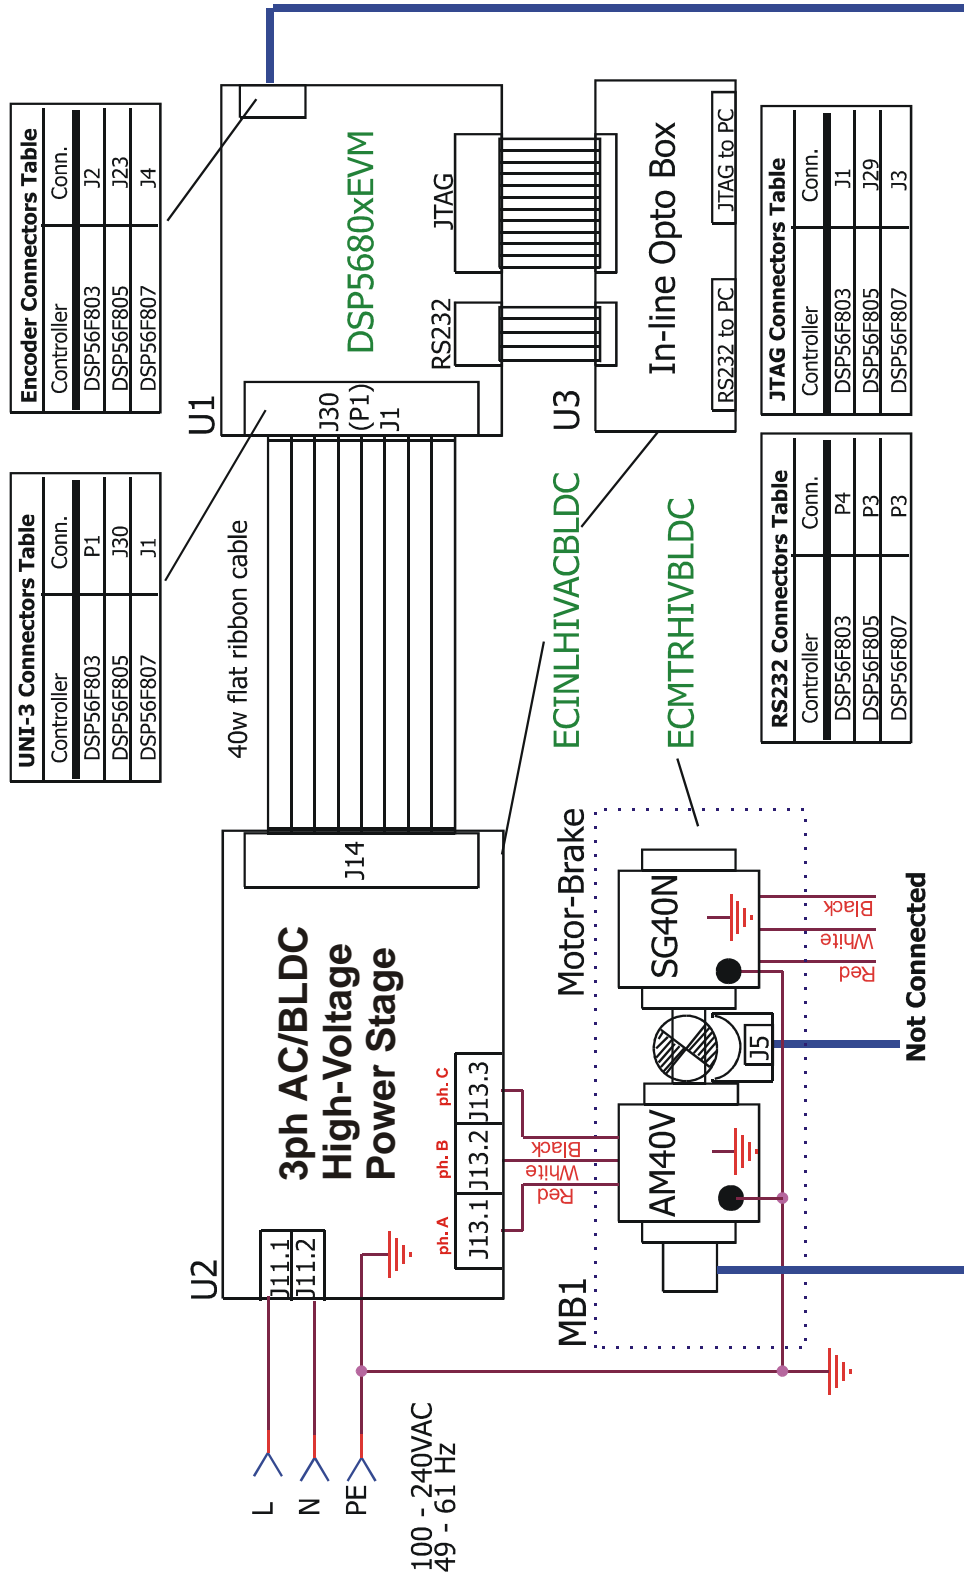 UNI-3 Connectors Table
Controller Conn.
DSP56F803 P1
DSP56F805 J30
DSP56F807 J1
Encoder Connectors Table
Controller Conn.
DSP56F803 J2
DSP56F805 J23
DSP56F807 J4
U2
J11.1
J11.2
L
N
PE
100 - 240VAC
49 - 61 Hz
3ph AC/BLDC
High-Voltage
Power Stage
J14
40w flat ribbon cable
U1
J30
(P1)
J1
DSP5680xEVM
RS232
JTAG
ph. A
ph. B
ph. C
J13.1
J13.2
J13.3
Red
White
Black
ECINLHIVACBLDC
U3
In-line Opto Box
RS232 to PC
JTAG to PC
MB1
Motor-Brake
ECMTRHIVBLDC
AM40V
J5
SG40N
Red
White
Black
Not Connected
RS232 Connectors Table
Controller Conn.
DSP56F803 P4
DSP56F805 P3
DSP56F807 P3
JTAG Connectors Table
Controller Conn.
DSP56F803 J1
DSP56F805 J29
DSP56F807 J3